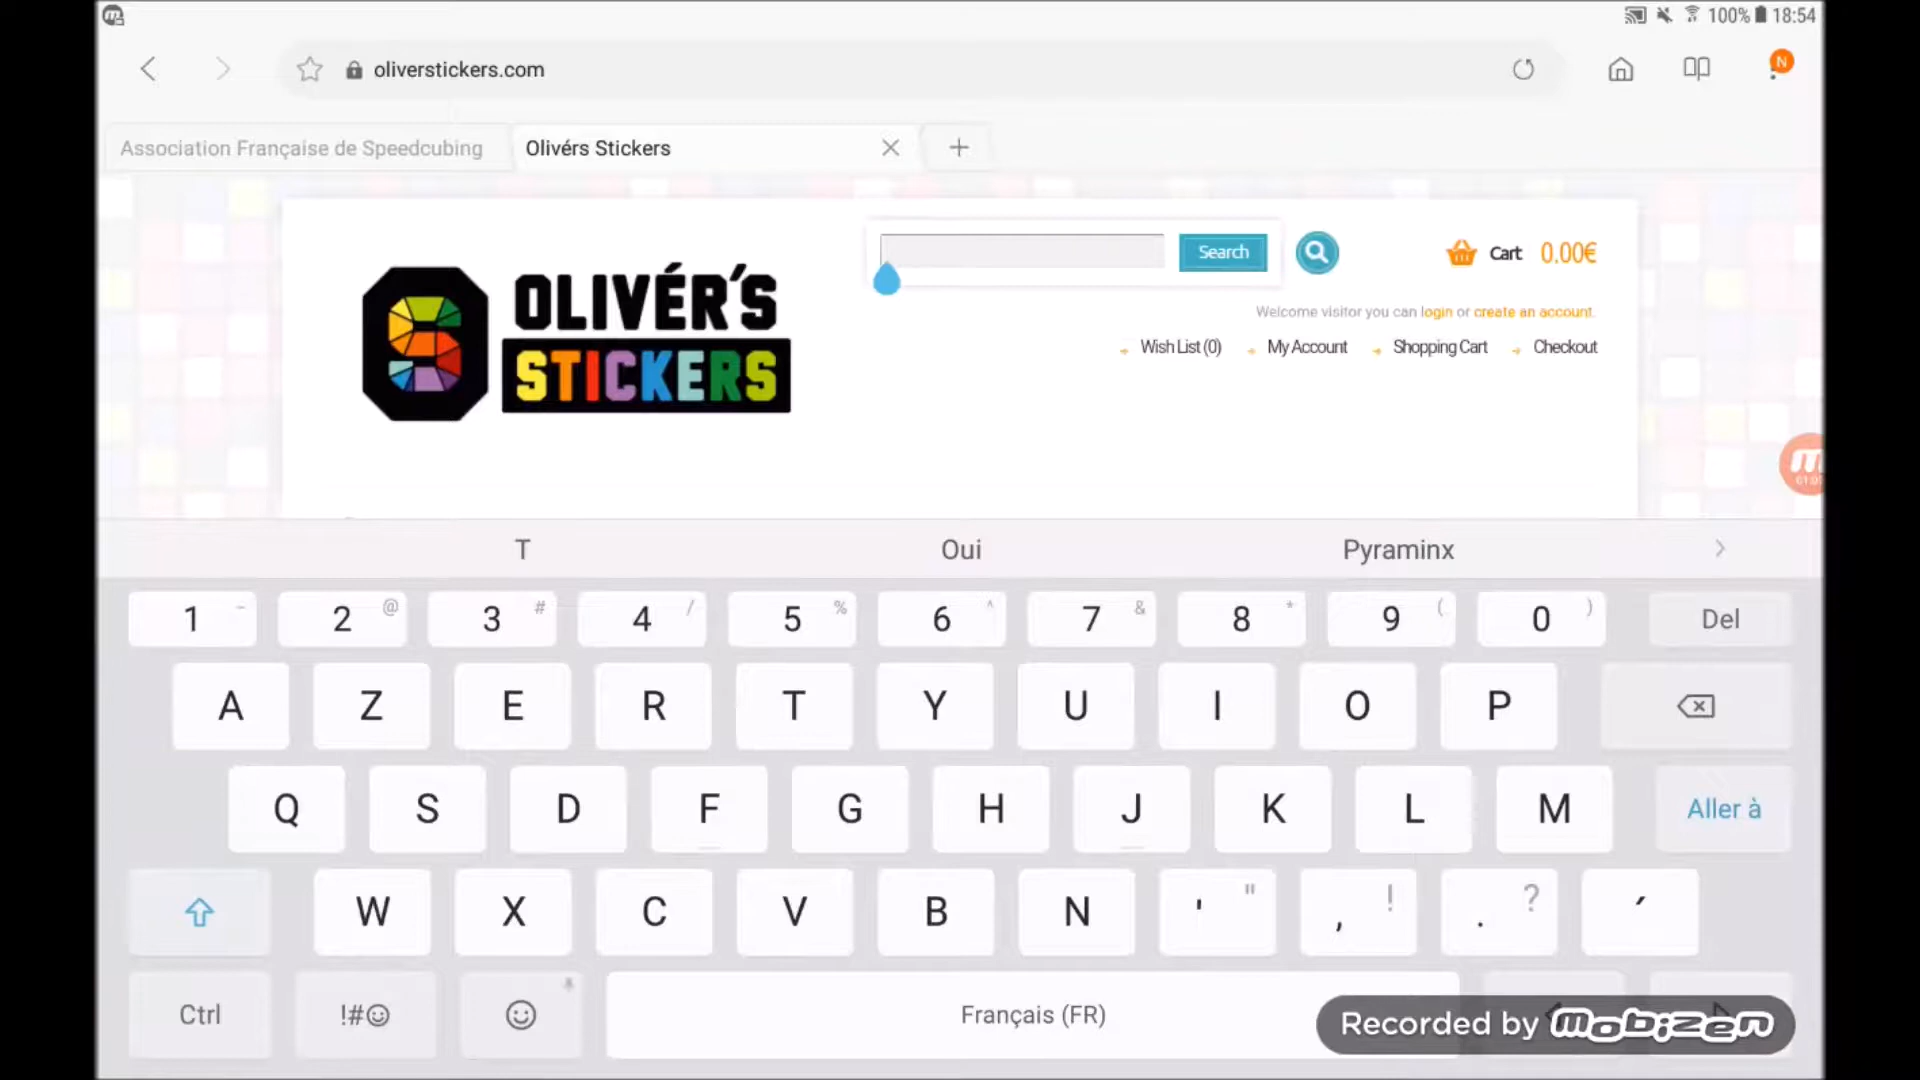 100% 18:54
oliverstickers.com
N
Association Française de Speedcubing
Olivérs Stickers
OLIVÉR'S
STICKERS
Search
Cart 0.00€
Welcome visitor you can login or create an account.
Wish List (0) My Account Shopping Cart Checkout
T Oui Pyraminx
1 - 2 @ 3 # 4 / 5 % 6 ^ 7 & 8 * 9 ( 0 ) Del
A Z E R T Y U I O P
Q S D F G H J K L M Aller à
W X C V B N ' " , ! . ? ´
Ctrl !#☺ Français (FR)
Recorded by mobizen